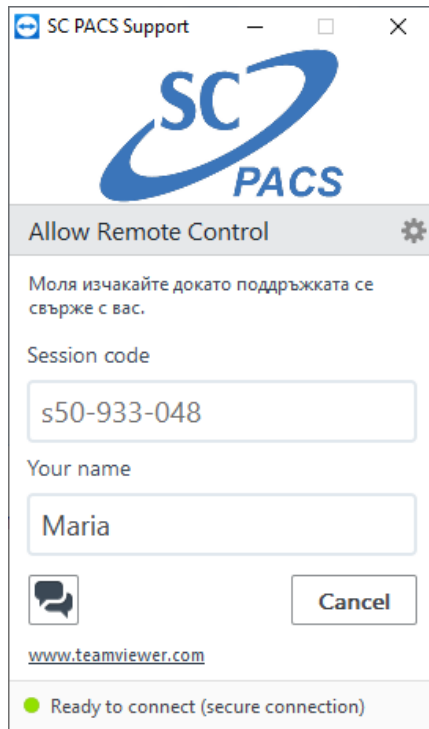 SC PACS Support
SC
PACS
Allow Remote Control
Моля изчакайте докато поддръжката се
свърже с вас.
Session code
s50-933-048
Your name
Maria
Cancel
www.teamviewer.com
Ready to connect (secure connection)